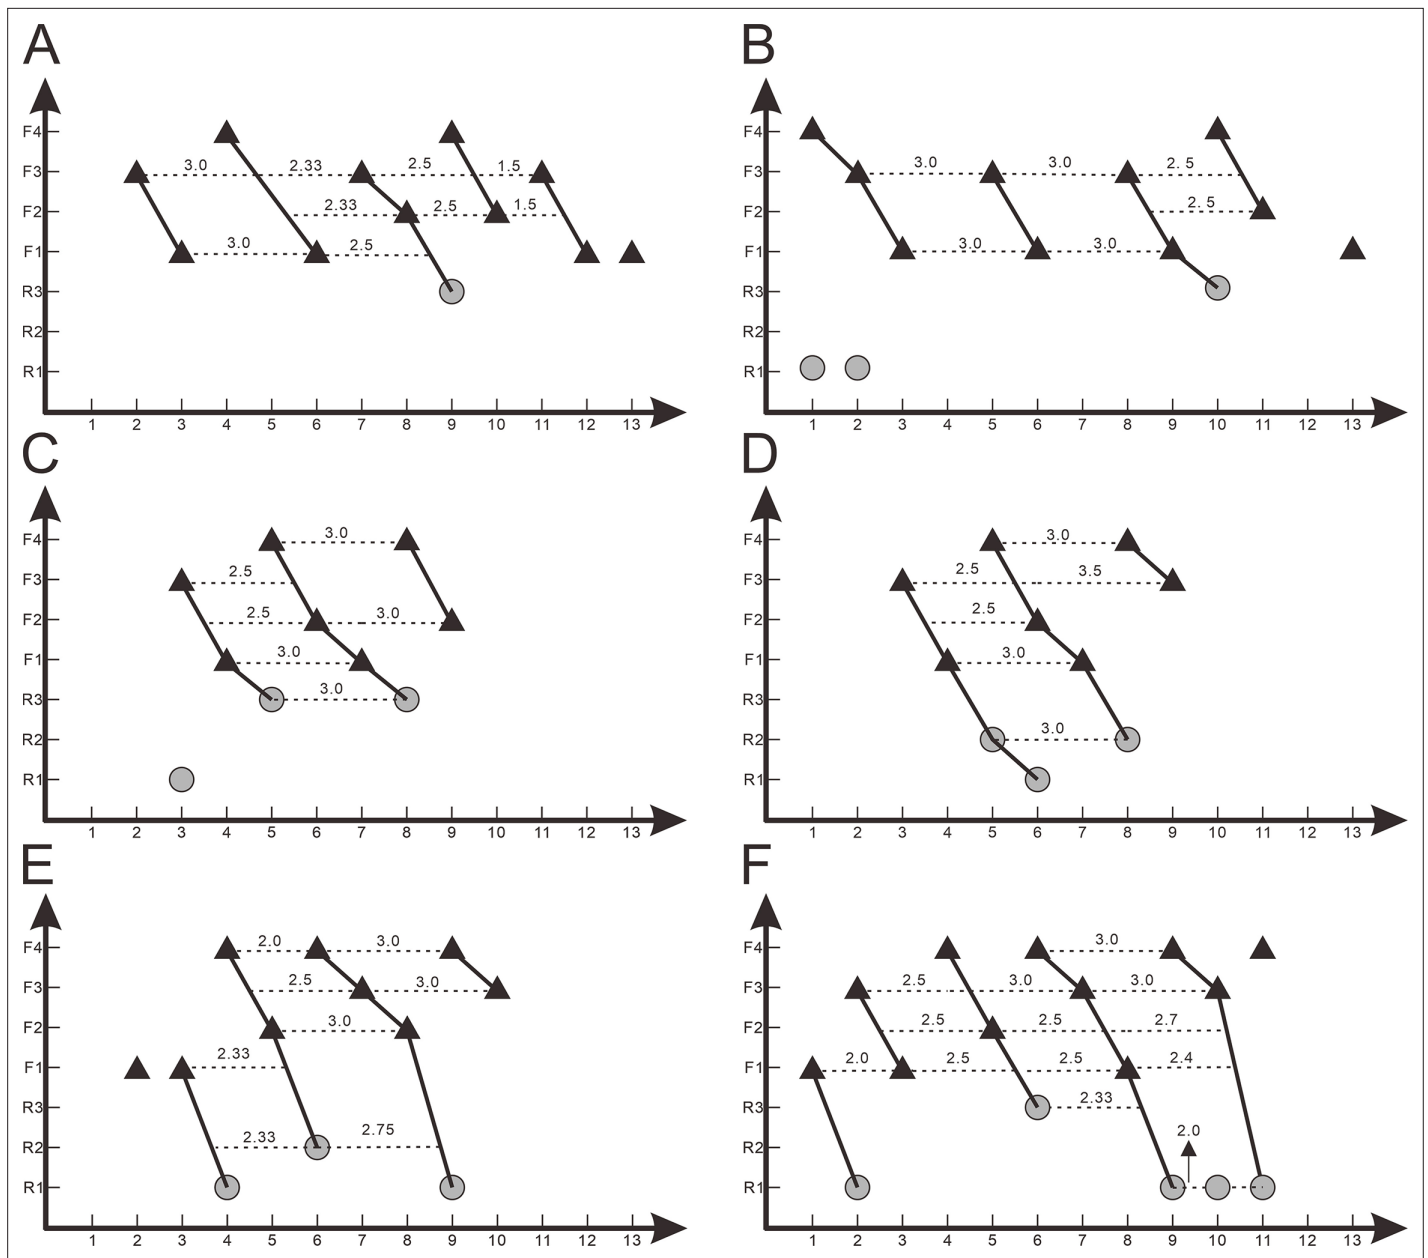 A
B
F4
F3
F2
F1
R3
R2
R1
3.0 2.33 2.5 1.5
2.33 2.5 1.5
3.0 2.5
1 2 3 4 6 7 8 9 10 11 12 13
F4
F3
F2
F1
R3
R2
R1
3.0 3.0 2.5
2.5
3.0 3.0
1 2 3 5 6 8 9 10 11 12 13
C
D
F4
F3
F2
F1
R3
R2
R1
3.0
2.5
2.5 3.0
3.0
3.0
1 2 3 4 5 6 7 8 9 10 11 12 13
F4
F3
F2
F1
R3
R2
R1
3.0
2.5 3.5
2.5
3.0
3.0
1 2 3 4 5 6 7 8 9 10 11 12 13
E
F
F4
F3
F2
F1
R3
R2
R1
2.0 3.0
2.5 3.0
3.0
2.33
2.33 2.75
1 2 3 4 5 6 7 8 9 10 11 12 13
F4
F3
F2
F1
R3
R2
R1
3.0
2.5 3.0 3.0
2.5 2.5 2.7
2.0 2.5 2.5 2.4
2.33
2.0
1 2 3 4 5 6 7 8 9 10 11 12 13